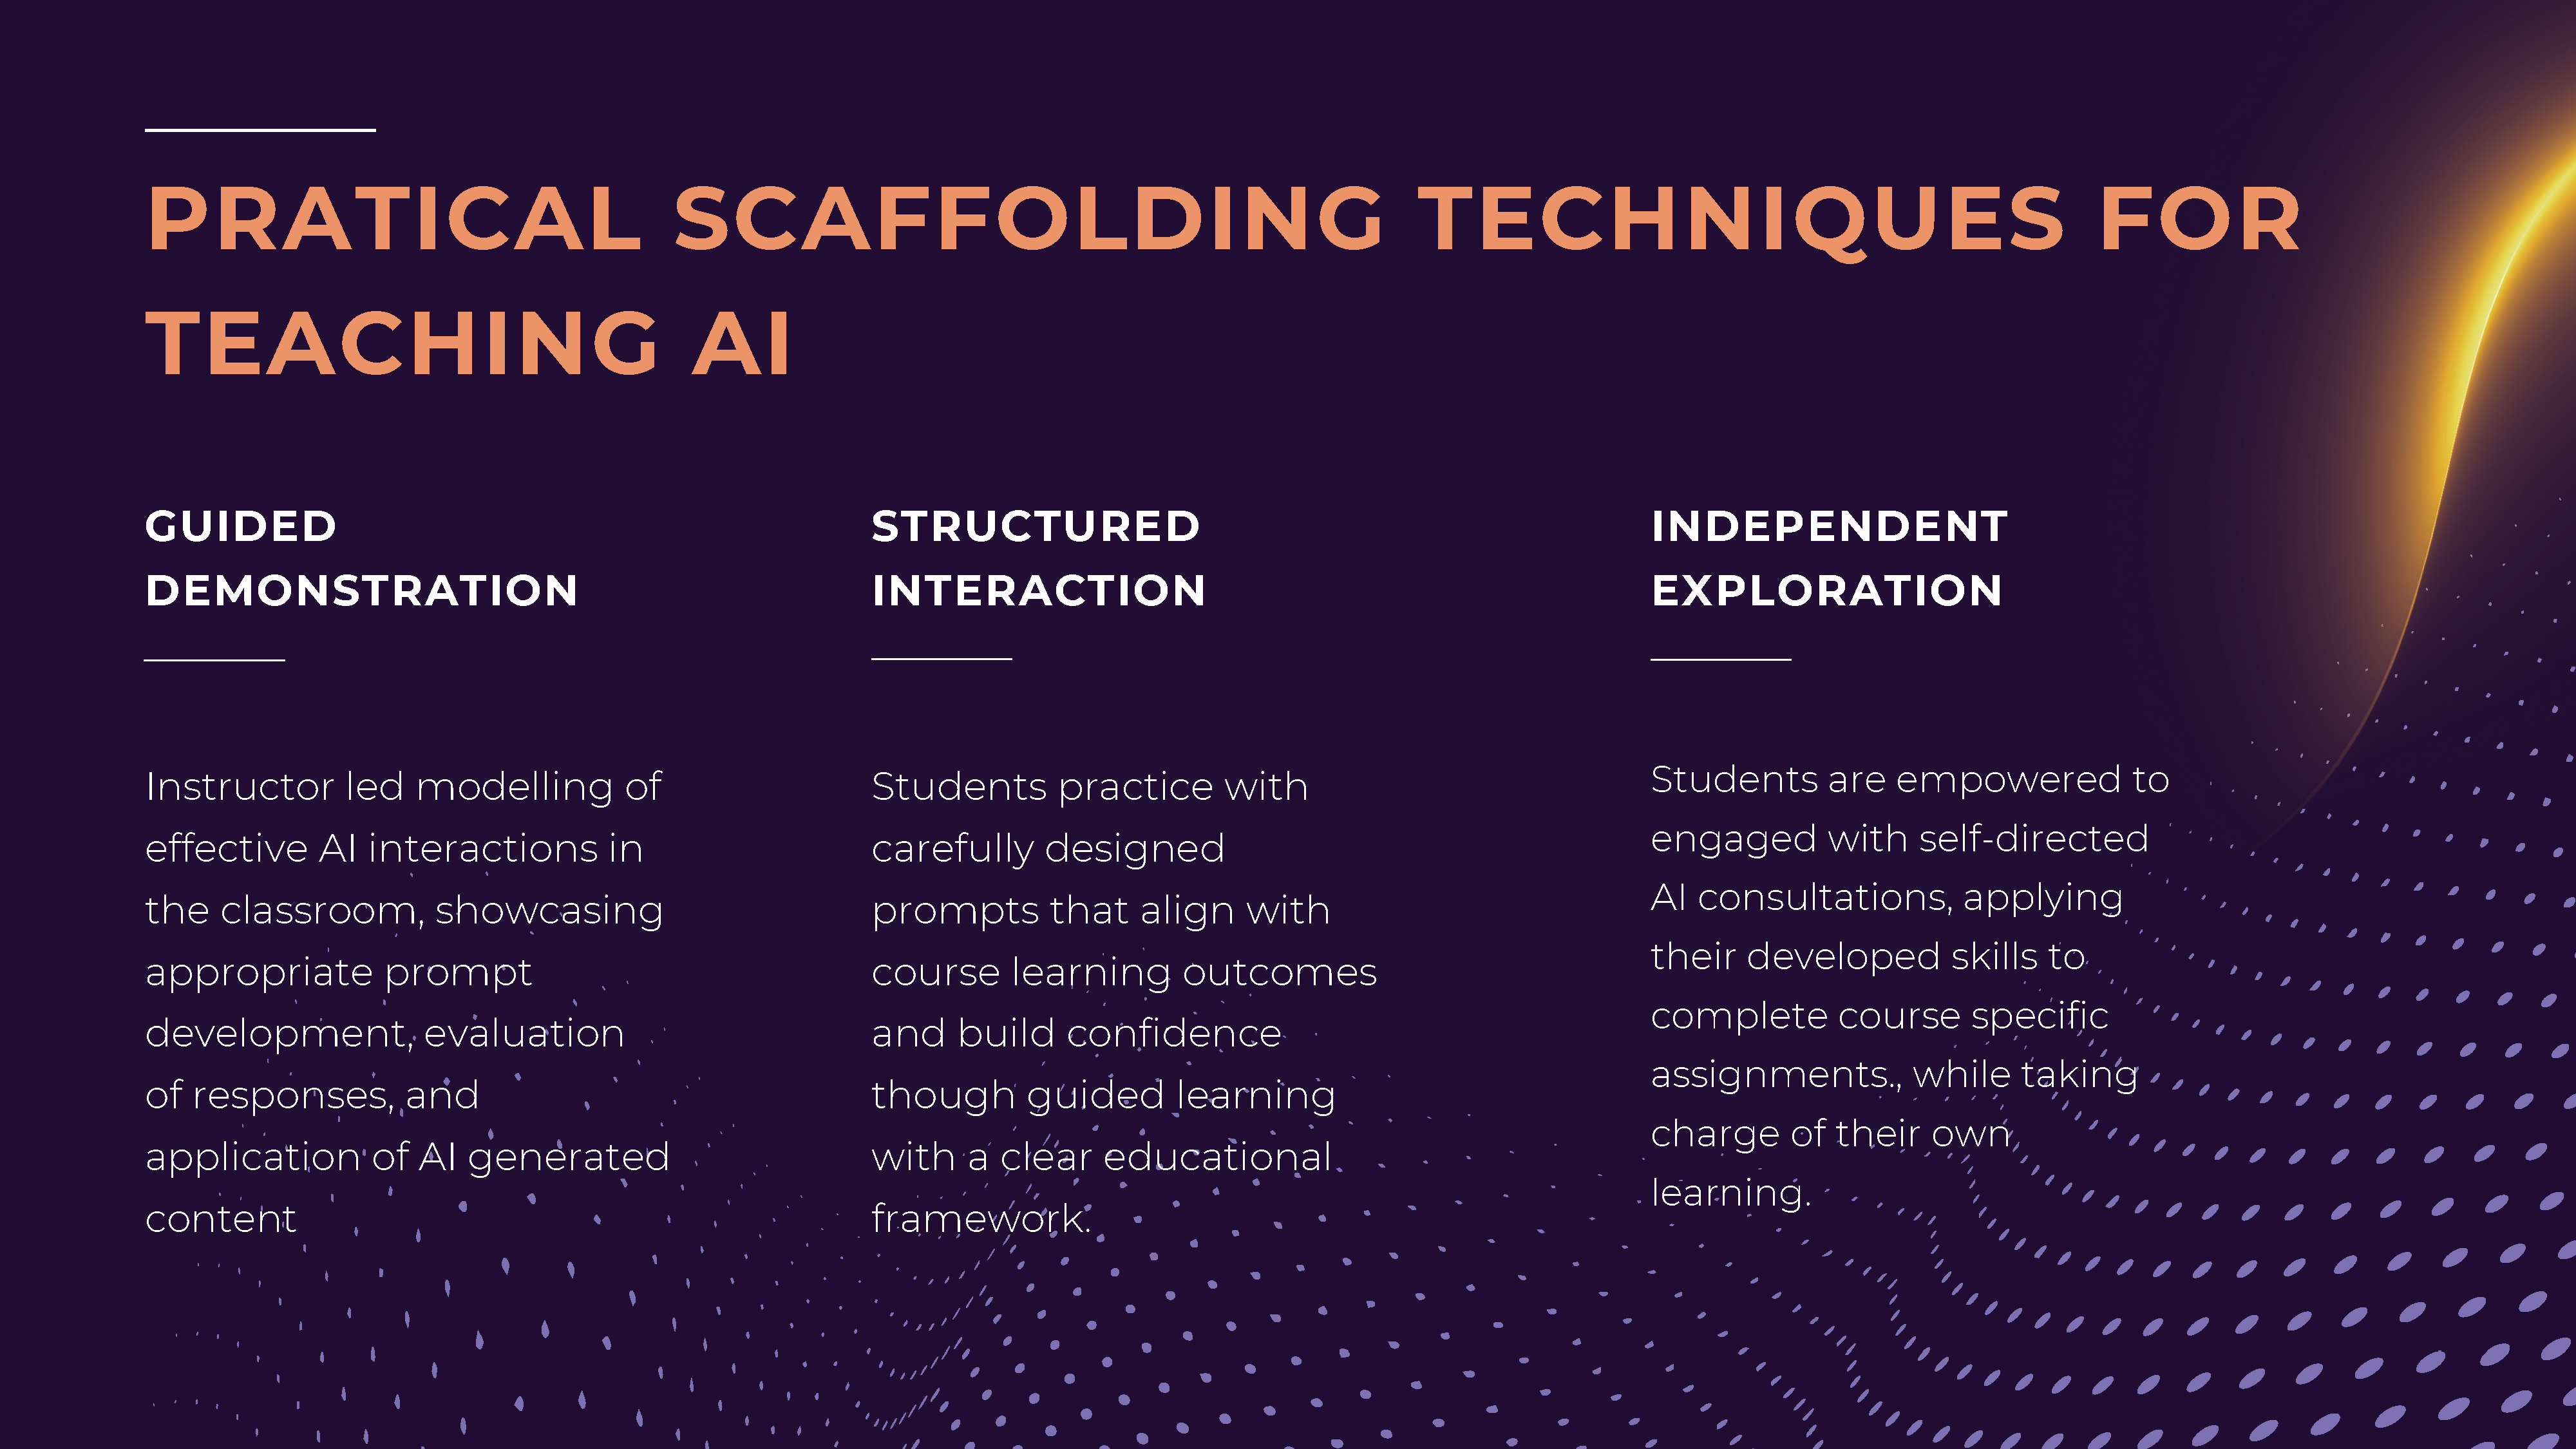 PRATICAL SCAFFOLDING TECHNIQUES FOR
TEACHING AI
GUIDED
DEMONSTRATION
Instructor led modelling of
effective AI interactions in
the classroom, showcasing
appropriate prompt
development, evaluation
of responses, and
application of AI generated
content
STRUCTURED
INTERACTION
Students practice with
carefully designed
prompts that align with
course learning outcomes
and build confidence
though guided learning
with a clear educational
framework.
INDEPENDENT
EXPLORATION
Students are empowered to
engaged with self-directed
AI consultations, applying
their developed skills to
complete course specific
assignments., while taking
charge of their own
learning.